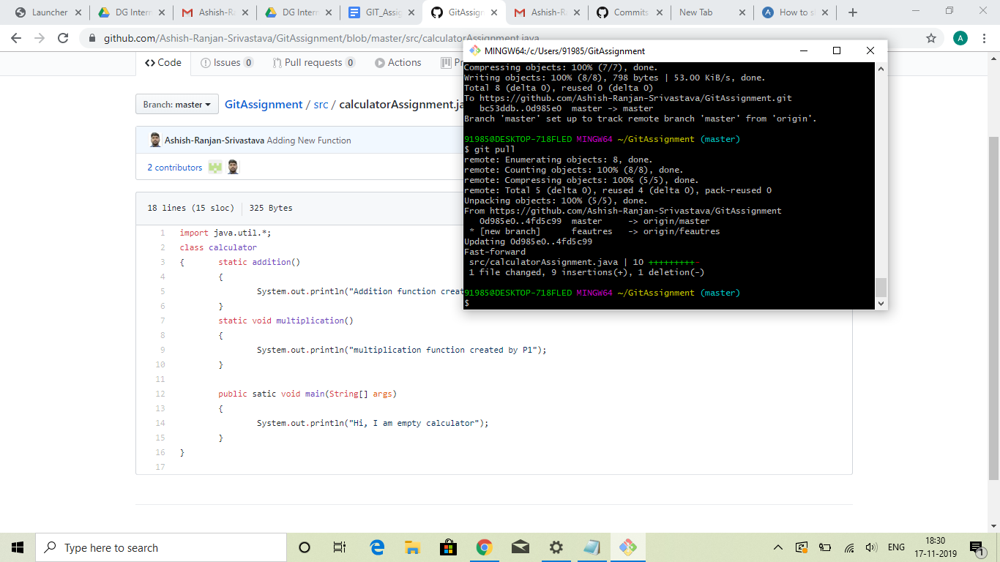 Launcher
DG Intern
Ashish-Ra
DG Intern
GIT_Assig
GitAssign
Ashish-Ra
Commits
New Tab
How to s
github.com/Ashish-Ranjan-Srivastava/GitAssignment/blob/master/src/calculatorAssignment.java
A
Code
Issues 0
Pull requests 0
Actions
Pr
Branch: master
GitAssignment / src / calculatorAssignment.ja
Ashish-Ranjan-Srivastava Adding New Function
2 contributors
18 lines (15 sloc) 325 Bytes
1 import java.util.*;
2 class calculator
3 { static addition()
4 {
5 System.out.println("Addition function creat
6 }
7 static void multiplication()
8 {
9 System.out.println("multiplication function created by P1");
10 }
11
12 public satic void main(String[] args)
13 {
14 System.out.println("Hi, I am empty calculator");
15 }
16 }
17
MINGW64:/c/Users/91985/GitAssignment
Compressing objects: 100% (7/7), done.
Writing objects: 100% (8/8), 798 bytes | 53.00 KiB/s, done.
Total 8 (delta 0), reused 0 (delta 0)
To https://github.com/Ashish-Ranjan-Srivastava/GitAssignment.git
bc53ddb..0d985e0 master -> master
Branch 'master' set up to track remote branch 'master' from 'origin'.
91985@DESKTOP-718FLED MINGW64 ~/GitAssignment (master)
$ git pull
remote: Enumerating objects: 8, done.
remote: Counting objects: 100% (8/8), done.
remote: Compressing objects: 100% (5/5), done.
remote: Total 5 (delta 0), reused 4 (delta 0), pack-reused 0
Unpacking objects: 100% (5/5), done.
From https://github.com/Ashish-Ranjan-Srivastava/GitAssignment
0d985e0..4fd5c99 master -> origin/master
* [new branch] feautres -> origin/feautres
Updating 0d985e0..4fd5c99
Fast-forward
src/calculatorAssignment.java | 10 +++++++++-
1 file changed, 9 insertions(+), 1 deletion(-)
91985@DESKTOP-718FLED MINGW64 ~/GitAssignment (master)
$
Type here to search
ENG
18:30
17-11-2019
1